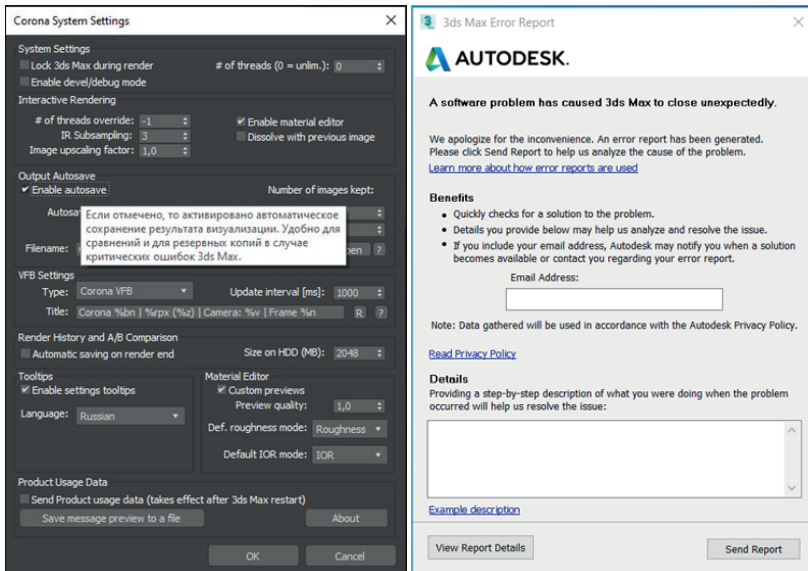 Corona System Settings
System Settings
Lock 3ds Max during render
# of threads (0 = unlim.): 0
Enable devel/debug mode
Interactive Rendering
# of threads override: -1
Enable material editor
IR Subsampling: 3
Dissolve with previous image
Image upscaling factor: 1,0
Output Autosave
Enable autosave
Number of images kept:
Если отмечено, то активировано автоматическое
сохранение результата визуализации. Удобно для
сравнений и для резервных копий в случае
критических ошибок 3ds Max.
Filename:
?
VFB Settings
Type: Corona VFB
Update interval [ms]: 1000
Title: Corona %bn | %rpx (%z) | Camera: %v | Frame %n R ?
Render History and A/B Comparison
Automatic saving on render end
Size on HDD (MB): 2048
Tooltips
Enable settings tooltips
Language: Russian
Material Editor
Custom previews
Preview quality: 1,0
Def. roughness mode: Roughness
Default IOR mode: IOR
Product Usage Data
Send Product usage data (takes effect after 3ds Max restart)
Save message preview to a file
About
OK
Cancel
3 3ds Max Error Report
AUTODESK.
A software problem has caused 3ds Max to close unexpectedly.
We apologize for the inconvenience. An error report has been generated.
Please click Send Report to help us analyze the cause of the problem.
Learn more about how error reports are used
Benefits
• Quickly checks for a solution to the problem.
• Details you provide below may help us analyze and resolve the issue.
• If you include your email address, Autodesk may notify you when a solution
becomes available or contact you regarding your error report.
Email Address:
Note: Data gathered will be used in accordance with the Autodesk Privacy Policy.
Read Privacy Policy
Details
Providing a step-by-step description of what you were doing when the problem
occurred will help us resolve the issue:
Example description
View Report Details
Send Report